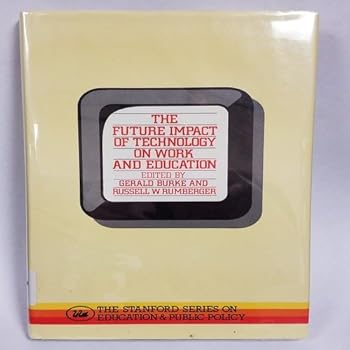 THE
FUTURE IMPACT
OF TECHNOLOGY
ON WORK
AND EDUCATION
EDITED BY
GERALD BURKE AND
RUSSELL W. RUMBERGER
THE STANFORD SERIES ON
EDUCATION & PUBLIC POLICY